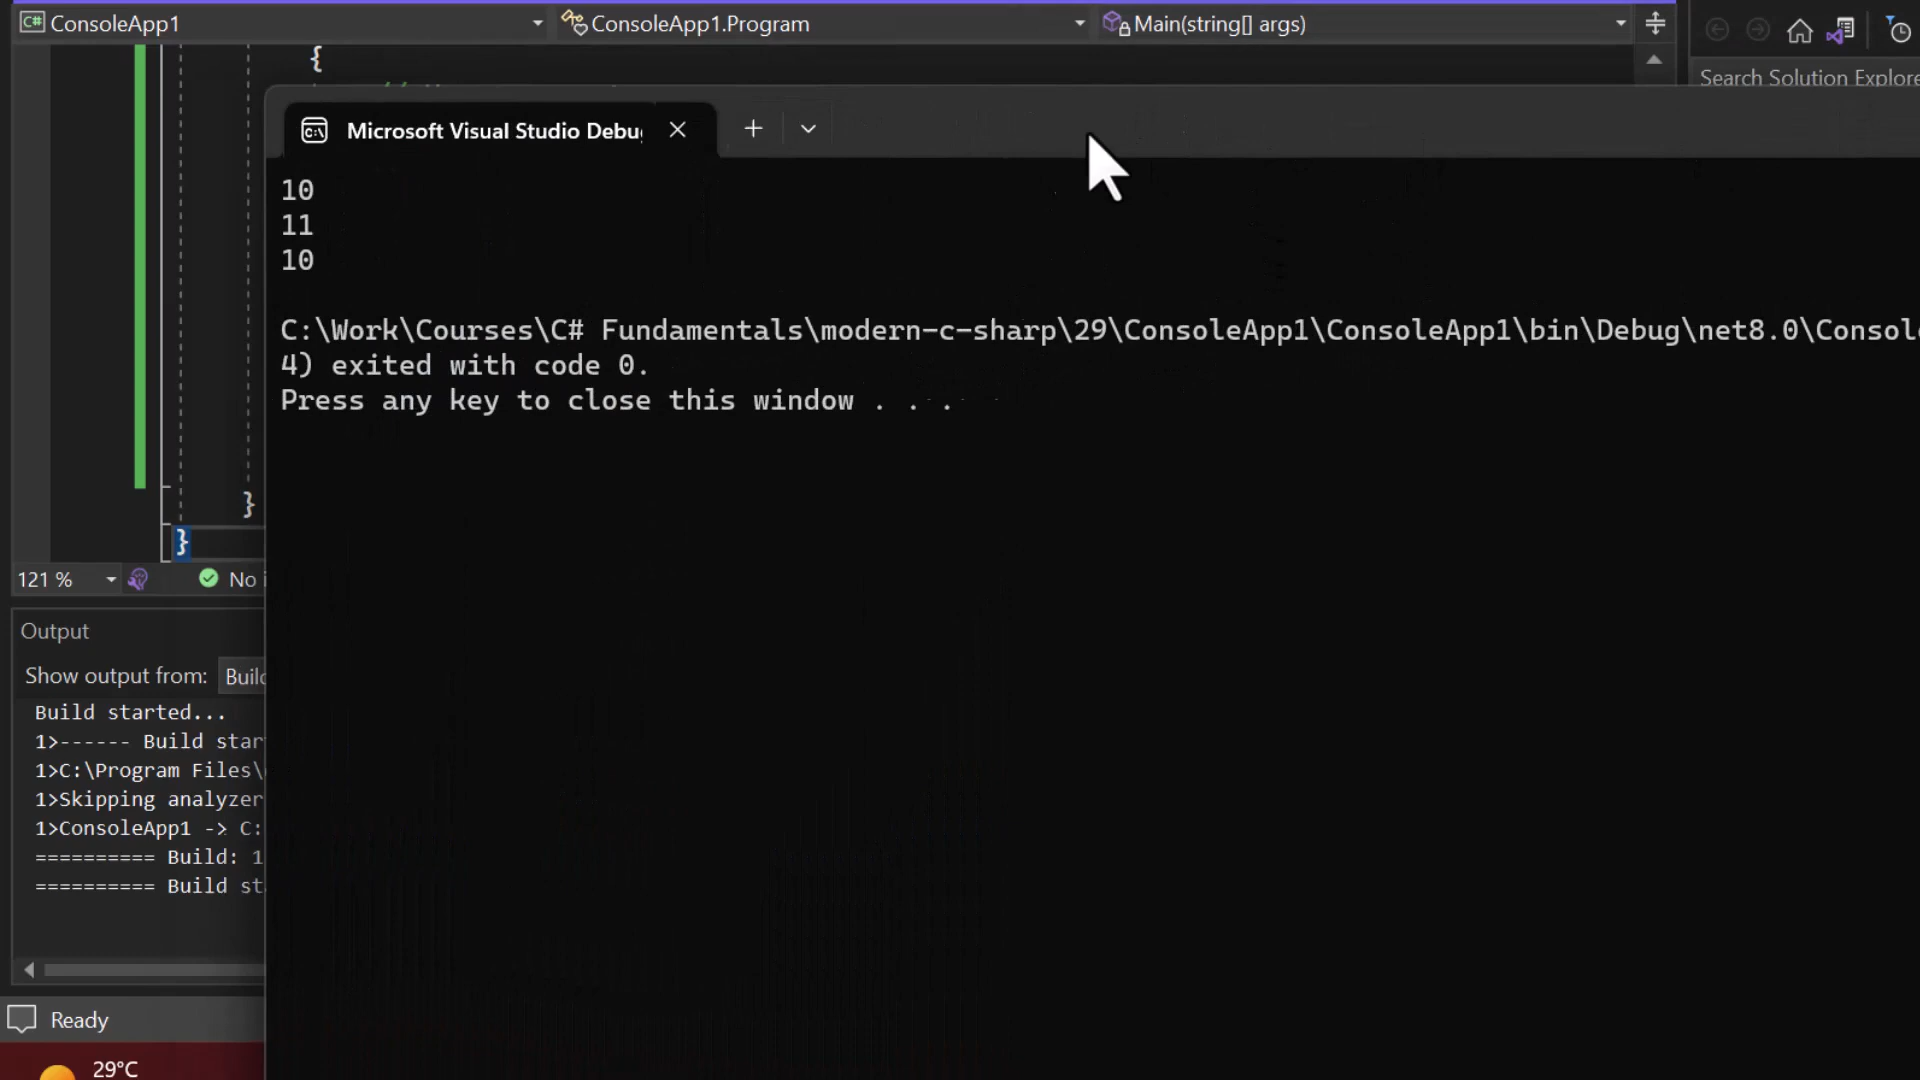 C# ConsoleApp1
ConsoleApp1.Program
Main(string[] args)
Search Solution Explore
{
Microsoft Visual Studio Debu
10
11
10
C:\Work\Courses\C# Fundamentals\modern-c-sharp\29\ConsoleApp1\ConsoleApp1\bin\Debug\net8.0\Consol
4) exited with code 0.
Press any key to close this window . . .
}
}
121 %
No i
Output
Show output from:
Build
Build started...
1>------ Build star
1>C:\Program Files\
1>Skipping analyzer
1>ConsoleApp1 -> C:
========== Build: 1
========== Build st
Ready
29°C